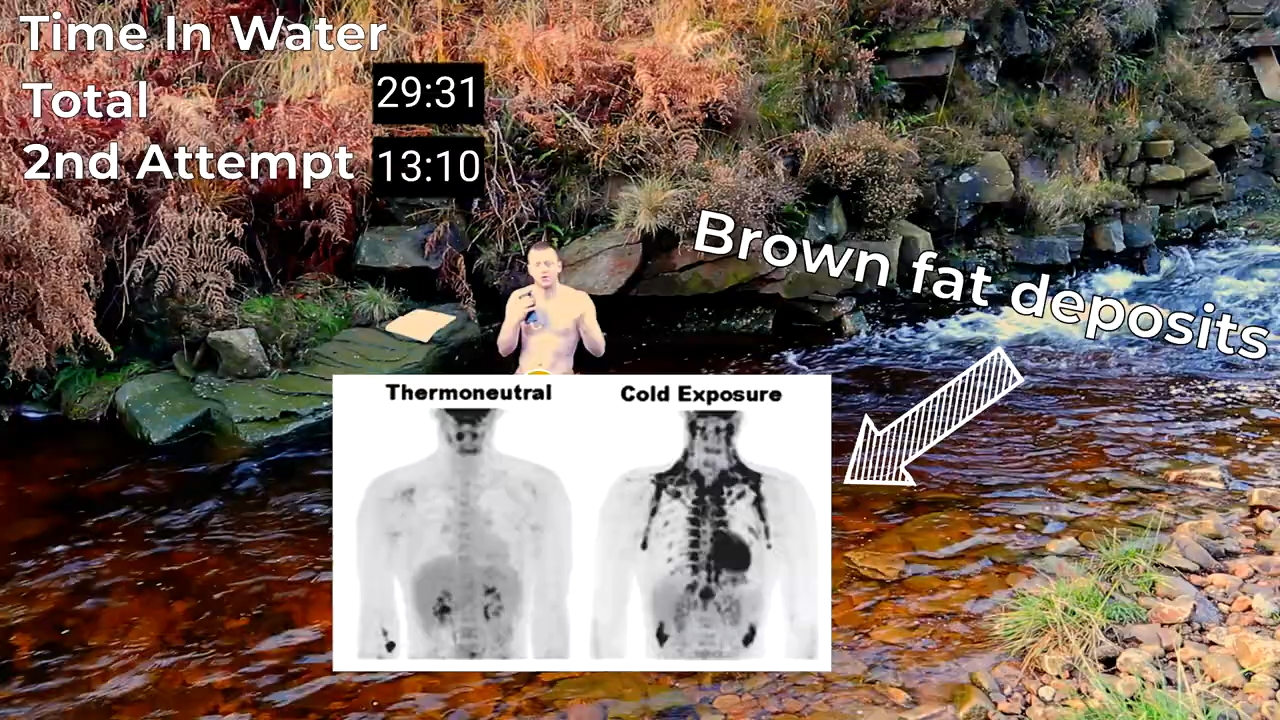 Time In Water
Total 29:31
2nd Attempt 13:10
Brown fat deposits
Thermoneutral Cold Exposure